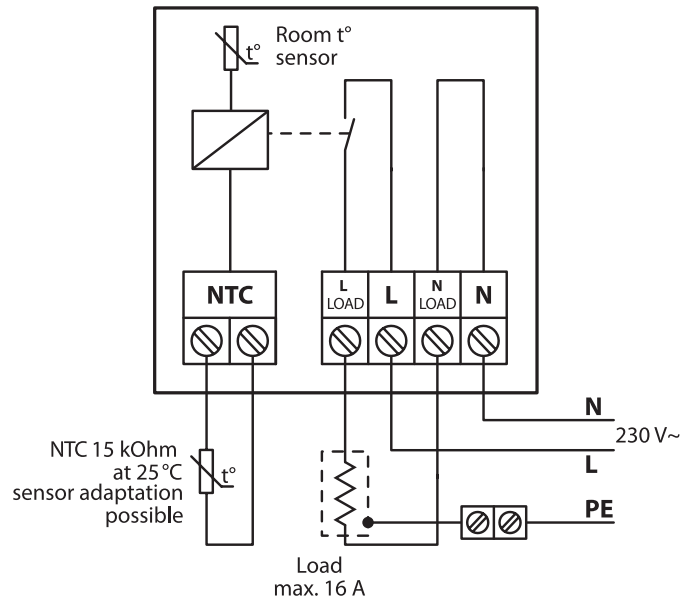 Room t°
sensor
t°
NTC
L
LOAD
L
N
LOAD
N
N
230 V~
L
NTC 15 kOhm
at 25 °C
sensor adaptation
possible
t°
PE
Load
max. 16 A